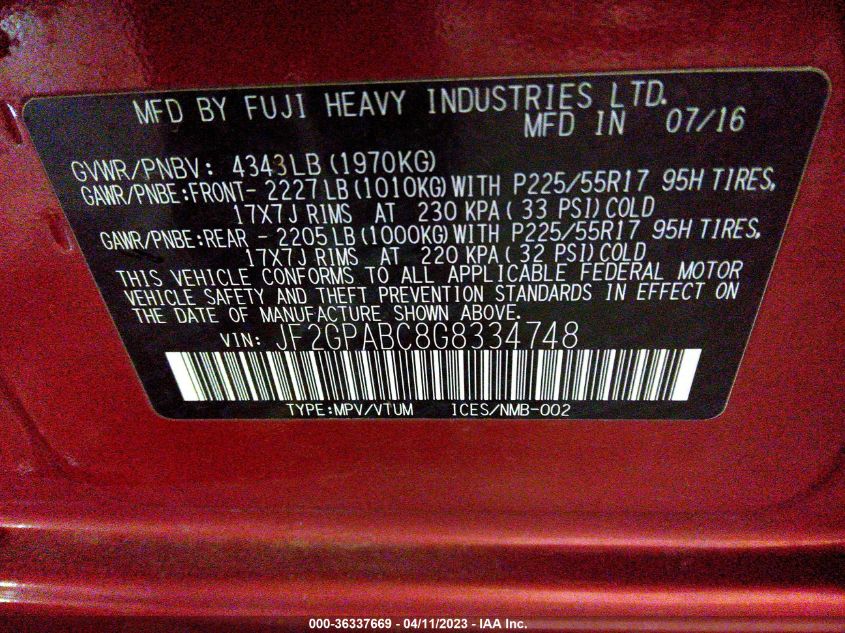 MFD BY FUJI HEAVY INDUSTRIES LTD.
MFD IN 07/16
GVWR/PNBV: 4343LB (1970KG)
GAWR/PNBE:FRONT- 2227LB (1010KG) WITH P225/55R17 95H TIRES,
17X7J RIMS AT 230 KPA ( 33 PSI) COLD
GAWR/PNBE:REAR - 2205LB (1000KG) WITH P225/55R17 95H TIRES,
17X7J RIMS AT 220 KPA ( 32 PSI) COLD
THIS VEHICLE CONFORMS TO ALL APPLICABLE FEDERAL MOTOR
VEHICLE SAFETY AND THEFT PREVENTION STANDARDS IN EFFECT ON
THE DATE OF MANUFACTURE SHOWN ABOVE.
VIN: JF2GPABC8G8334748
TYPE:MPV/VTUM ICES/NMB-002
000-36337669 - 04/11/2023 - IAA Inc.